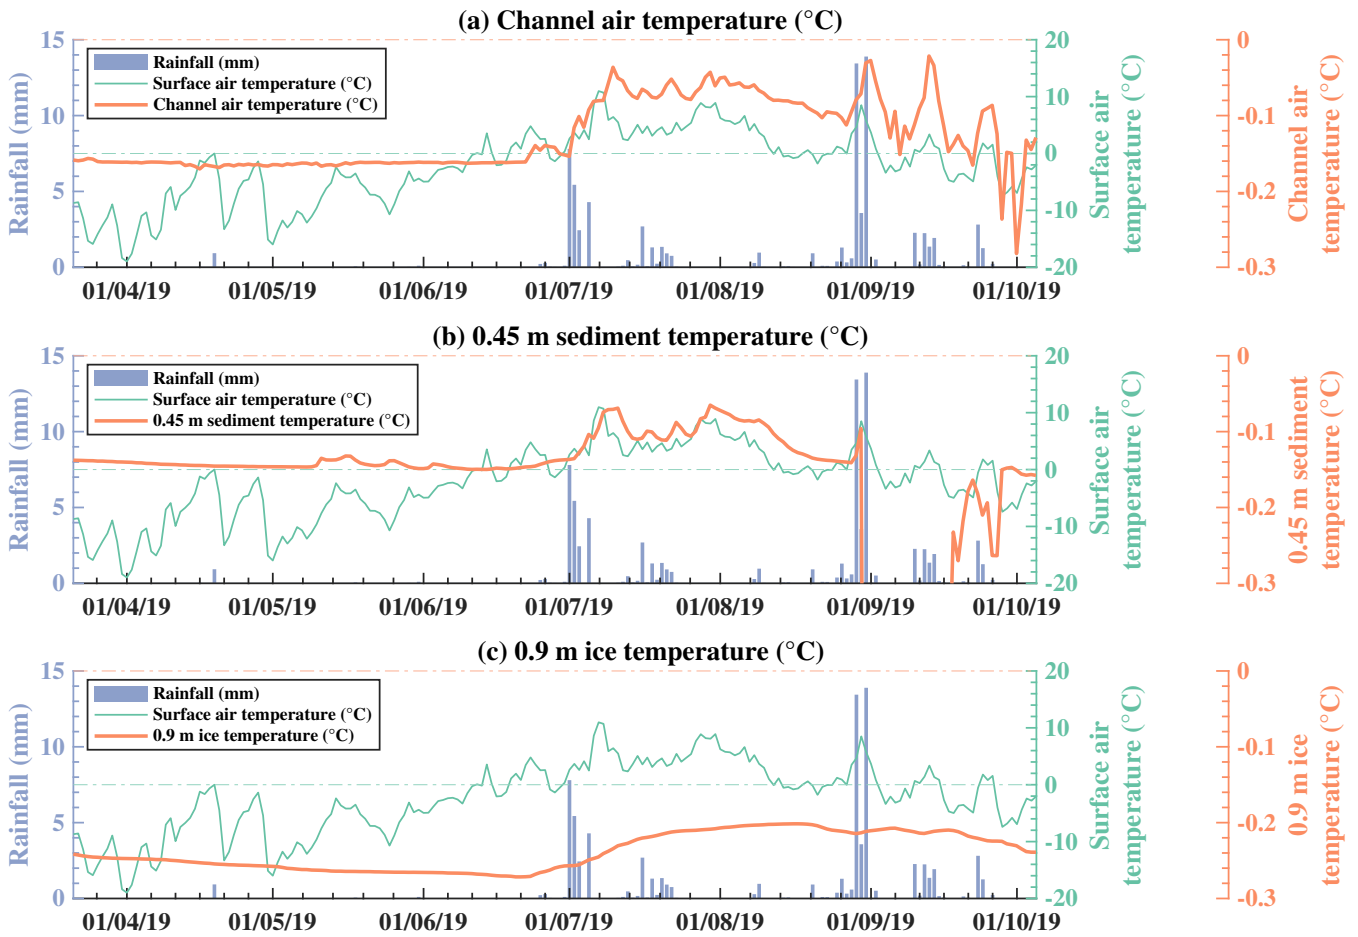 (a) Channel air temperature (°C)
Rainfall (mm)
15
10
5
0
Rainfall (mm)
Surface air temperature (°C)
Channel air temperature (°C)
20
10
0
-10
-20
Surface air
temperature (°C)
0
-0.1
-0.2
-0.3
Channel air
temperature (°C)
01/04/19 01/05/19 01/06/19 01/07/19 01/08/19 01/09/19 01/10/19
(b) 0.45 m sediment temperature (°C)
Rainfall (mm)
15
10
5
0
Rainfall (mm)
Surface air temperature (°C)
0.45 m sediment temperature (°C)
20
10
0
-10
-20
Surface air
temperature (°C)
0
-0.1
-0.2
-0.3
0.45 m sediment
temperature (°C)
01/04/19 01/05/19 01/06/19 01/07/19 01/08/19 01/09/19 01/10/19
(c) 0.9 m ice temperature (°C)
Rainfall (mm)
15
10
5
0
Rainfall (mm)
Surface air temperature (°C)
0.9 m ice temperature (°C)
20
10
0
-10
-20
Surface air
temperature (°C)
0
-0.1
-0.2
-0.3
0.9 m ice
temperature (°C)
01/04/19 01/05/19 01/06/19 01/07/19 01/08/19 01/09/19 01/10/19